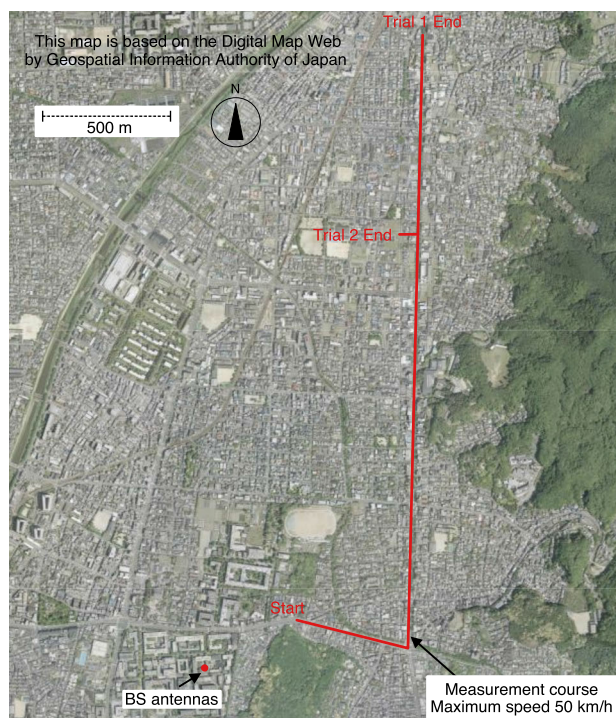 Trial 1 End
This map is based on the Digital Map Web
by Geospatial Information Authority of Japan
N
500 m
Trial 2 End
Start
BS antennas
Measurement course
Maximum speed 50 km/h